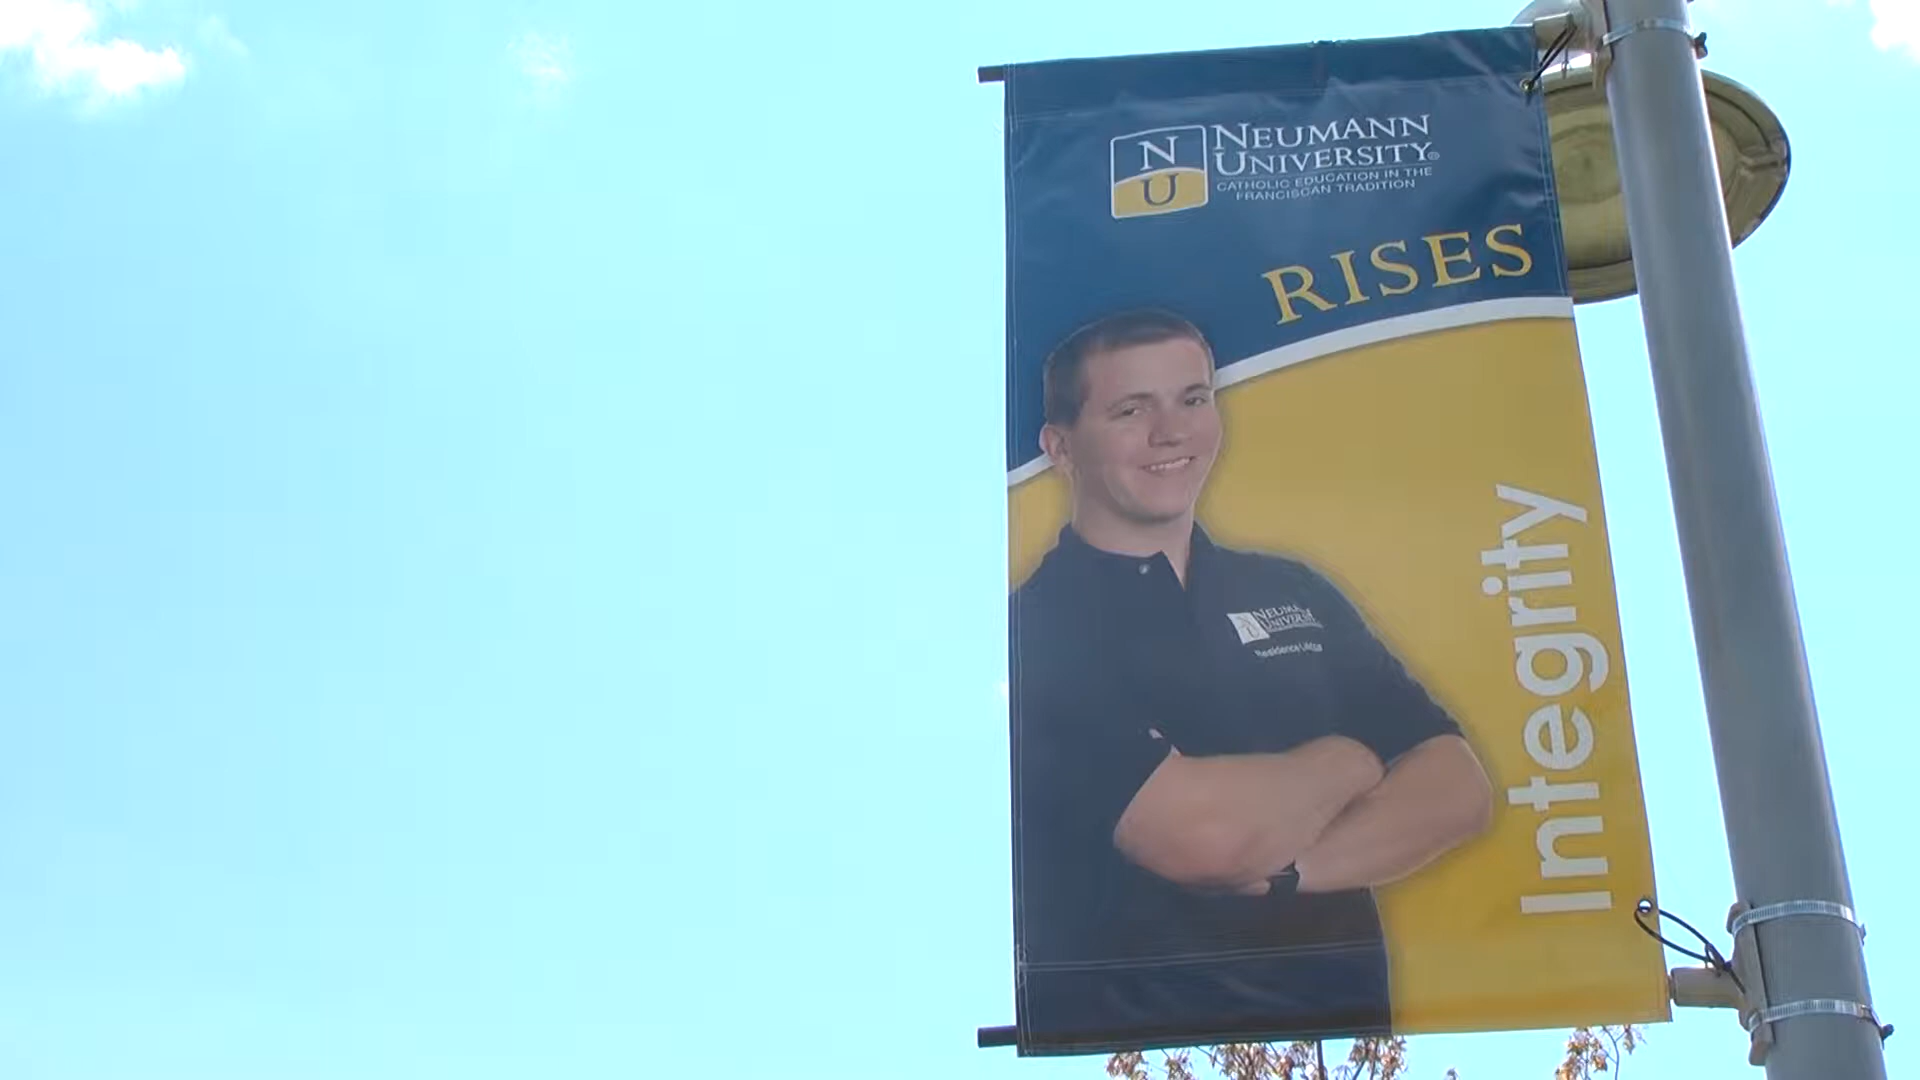 N
U
NEUMANN
UNIVERSITY®
CATHOLIC EDUCATION IN THE
FRANCISCAN TRADITION
RISES
Integrity
N
U